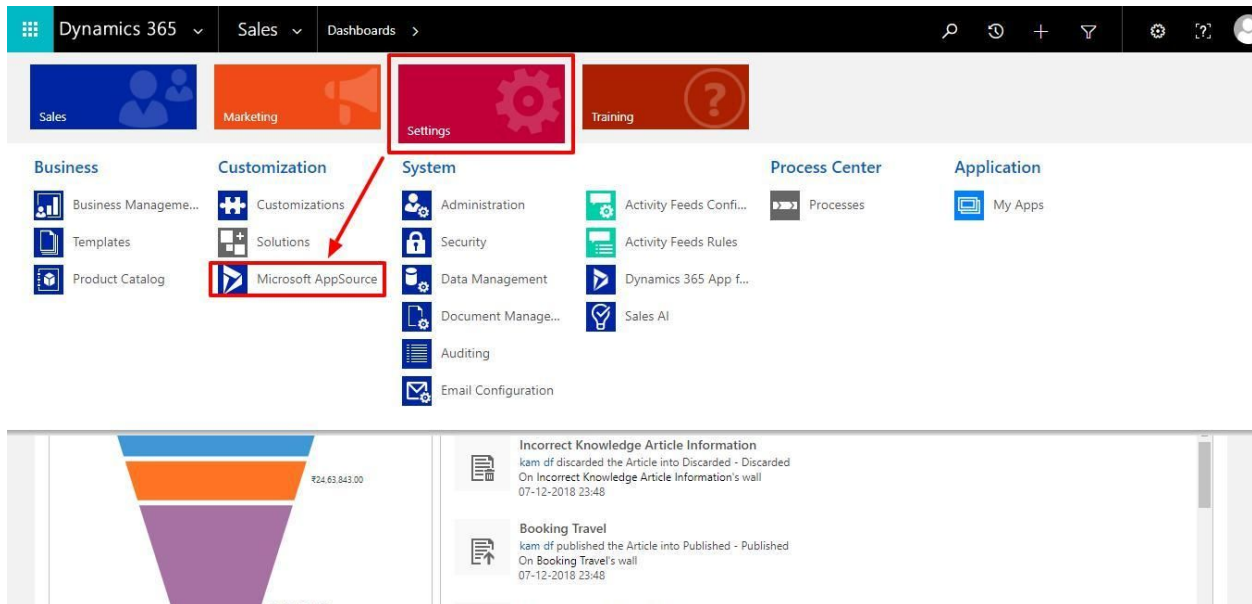 Dynamics 365
Sales
Dashboards
Sales
Marketing
Settings
Training
Business
Business Manageme...
Templates
Product Catalog
Customization
Customizations
Solutions
Microsoft AppSource
System
Administration
Security
Data Management
Document Manage...
Auditing
Email Configuration
Activity Feeds Confi...
Activity Feeds Rules
Dynamics 365 App f...
Sales AI
Process Center
Processes
Application
My Apps
₹24,63,843.00
Incorrect Knowledge Article Information
kam df discarded the Article into Discarded - Discarded
On Incorrect Knowledge Article Information's wall
07-12-2018 23:48
Booking Travel
kam df published the Article into Published - Published
On Booking Travel's wall
07-12-2018 23:48